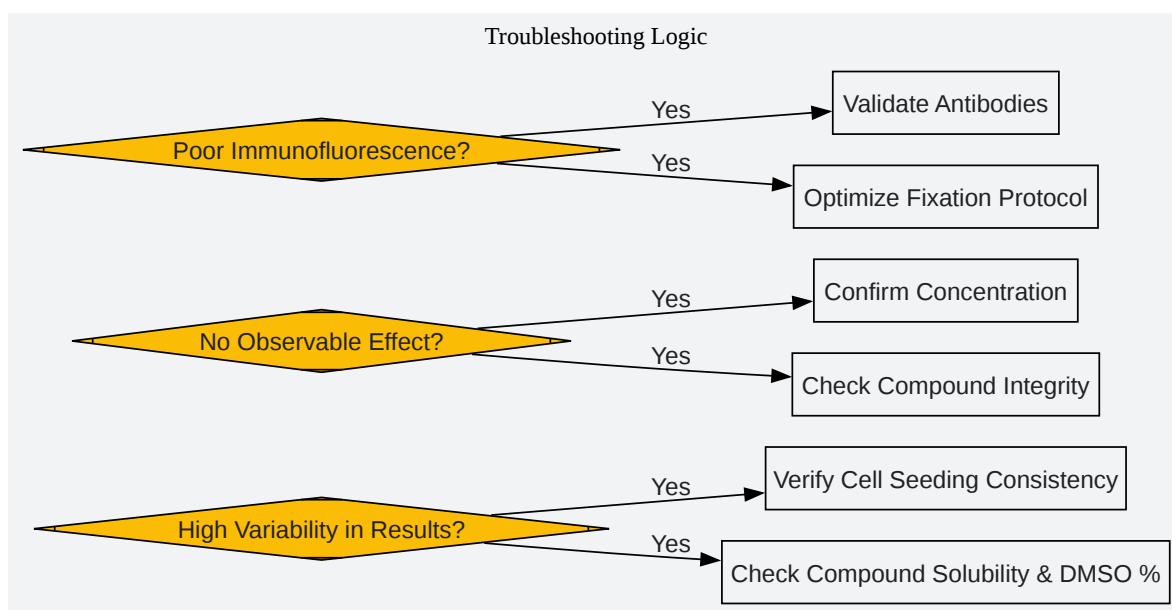 Troubleshooting Logic
Poor Immunofluorescence?
Yes
Validate Antibodies
Yes
Optimize Fixation Protocol
No Observable Effect?
Yes
Confirm Concentration
Yes
Check Compound Integrity
High Variability in Results?
Yes
Verify Cell Seeding Consistency
Yes
Check Compound Solubility & DMSO %